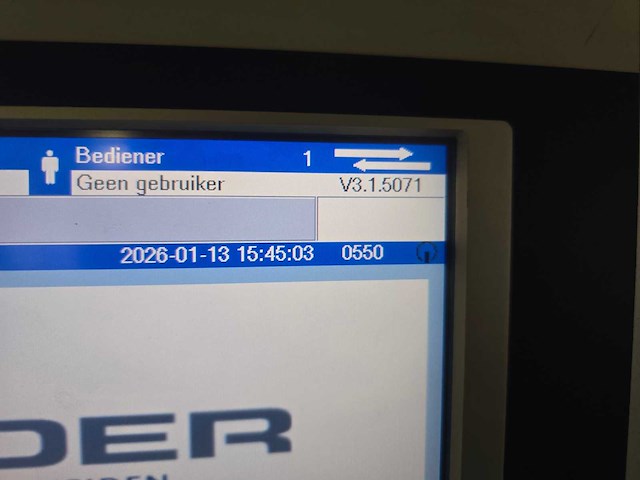 Bediener 1
Geen gebruiker V3.1.5071
2026-01-13 15:45:03 0550
DER